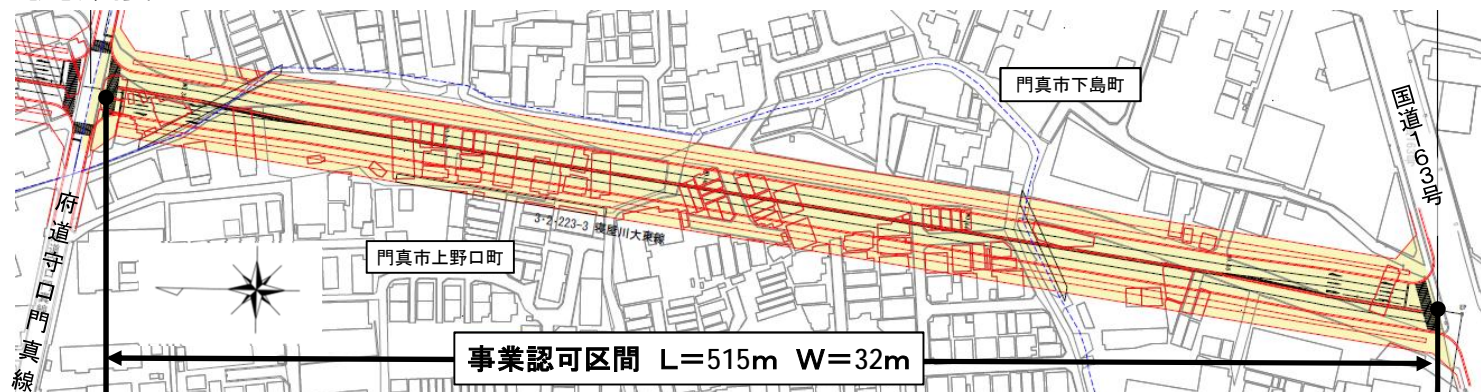 門真市下島町
国道163号
府道守口門真線
3・2・223-3 寝屋川大東線
門真市上野口町
事業認可区間 L=515m W=32m